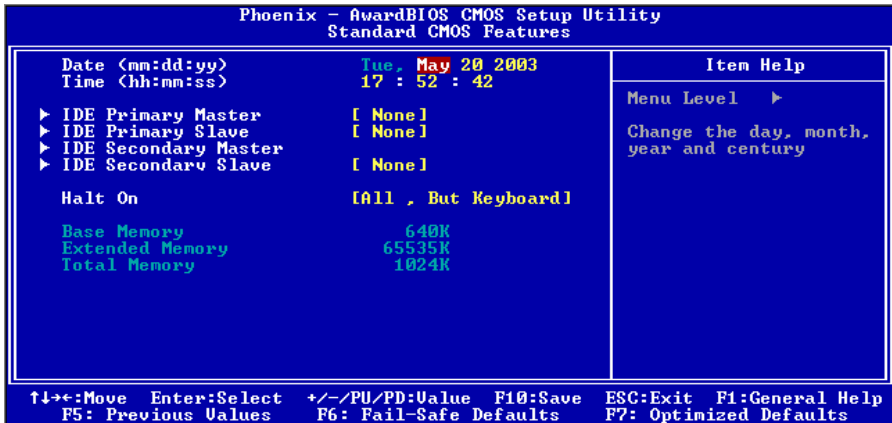 Phoenix - AwardBIOS CMOS Setup Utility
Standard CMOS Features
Date (mm:dd:yy) Tue, May 20 2003
Time (hh:mm:ss) 17 : 52 : 42
IDE Primary Master [ None]
IDE Primary Slave [ None]
IDE Secondary Master
IDE Secondary Slave [ None]
Halt On [All , But Keyboard]
Base Memory 640K
Extended Memory 65535K
Total Memory 1024K
Item Help
Menu Level ►
Change the day, month,
year and century
↑↓→←:Move Enter:Select +/-/PU/PD:Value F10:Save ESC:Exit F1:General Help
F5: Previous Values F6: Fail-Safe Defaults F7: Optimized Defaults